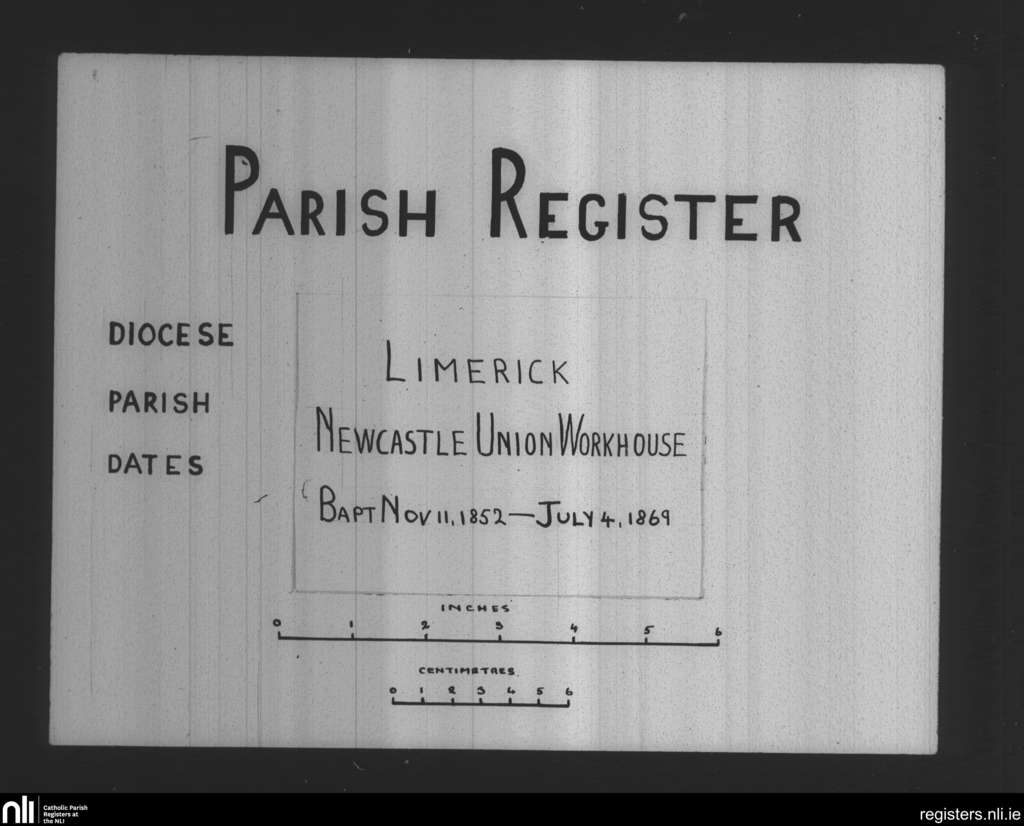 PARISH REGISTER
DIOCESE LIMERICK
PARISH NEWCASTLE UNION WORKHOUSE
DATES BAPT NOV 11, 1852 — JULY 4, 1869
INCHES
0 1 2 3 4 5 6
CENTIMETRES
0 1 2 3 4 5 6
nli Catholic Parish
Registers at
the NLI
registers.nli.ie